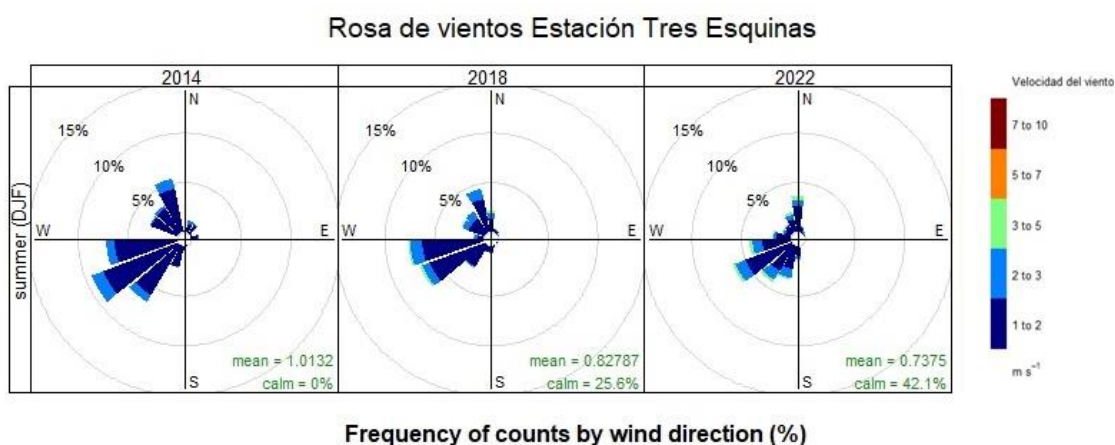 Rosa de vientos Estación Tres Esquinas
2014
2018
2022
summer (DJF)
N
15%
10%
5%
W
E
S
mean = 1.0132
calm = 0%
N
15%
10%
5%
W
E
S
mean = 0.82787
calm = 25.6%
N
15%
10%
5%
W
E
S
mean = 0.7375
calm = 42.1%
Velocidad del viento
7 to 10
5 to 7
3 to 5
2 to 3
1 to 2
m s⁻¹
Frequency of counts by wind direction (%)